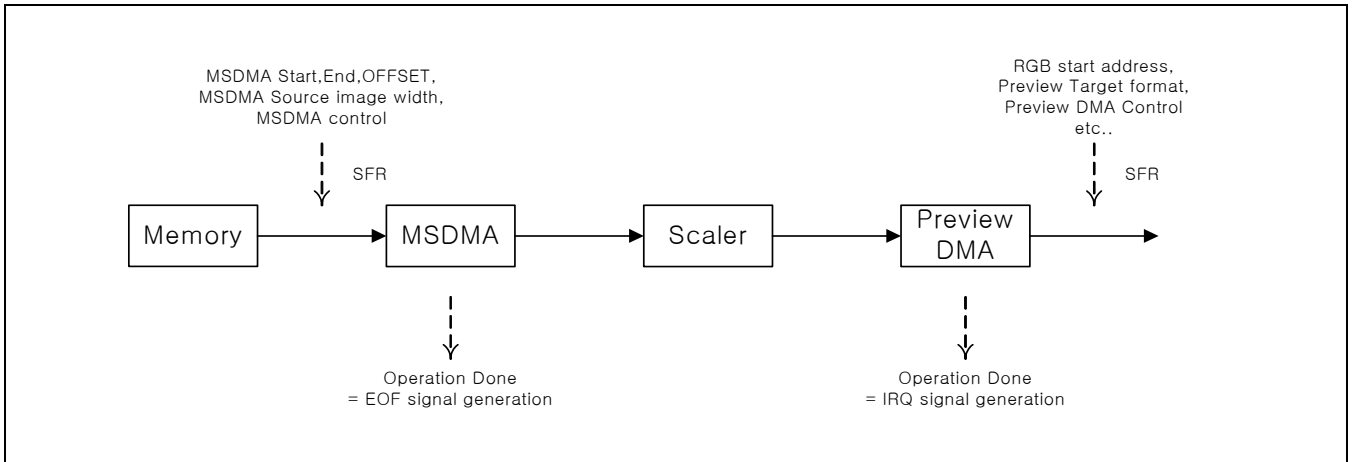 MSDMA Start,End,OFFSET,
MSDMA Source image width,
MSDMA control
SFR
RGB start address,
Preview Target format,
Preview DMA Control
etc..
SFR
Memory
MSDMA
Scaler
Preview
DMA
Operation Done
= EOF signal generation
Operation Done
= IRQ signal generation